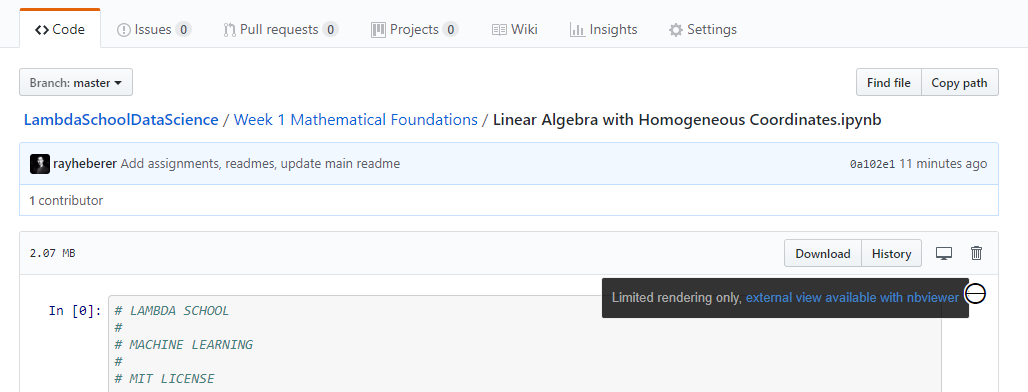 Code Issues 0 Pull requests 0 Projects 0 Wiki Insights Settings
Branch: master Find file Copy path
LambdaSchoolDataScience / Week 1 Mathematical Foundations / Linear Algebra with Homogeneous Coordinates.ipynb
rayheberer Add assignments, readmes, update main readme 0a102e1 11 minutes ago
1 contributor
2.07 MB Download History
Limited rendering only, external view available with nbviewer
In [0]: # LAMBDA SCHOOL
#
# MACHINE LEARNING
#
# MIT LICENSE